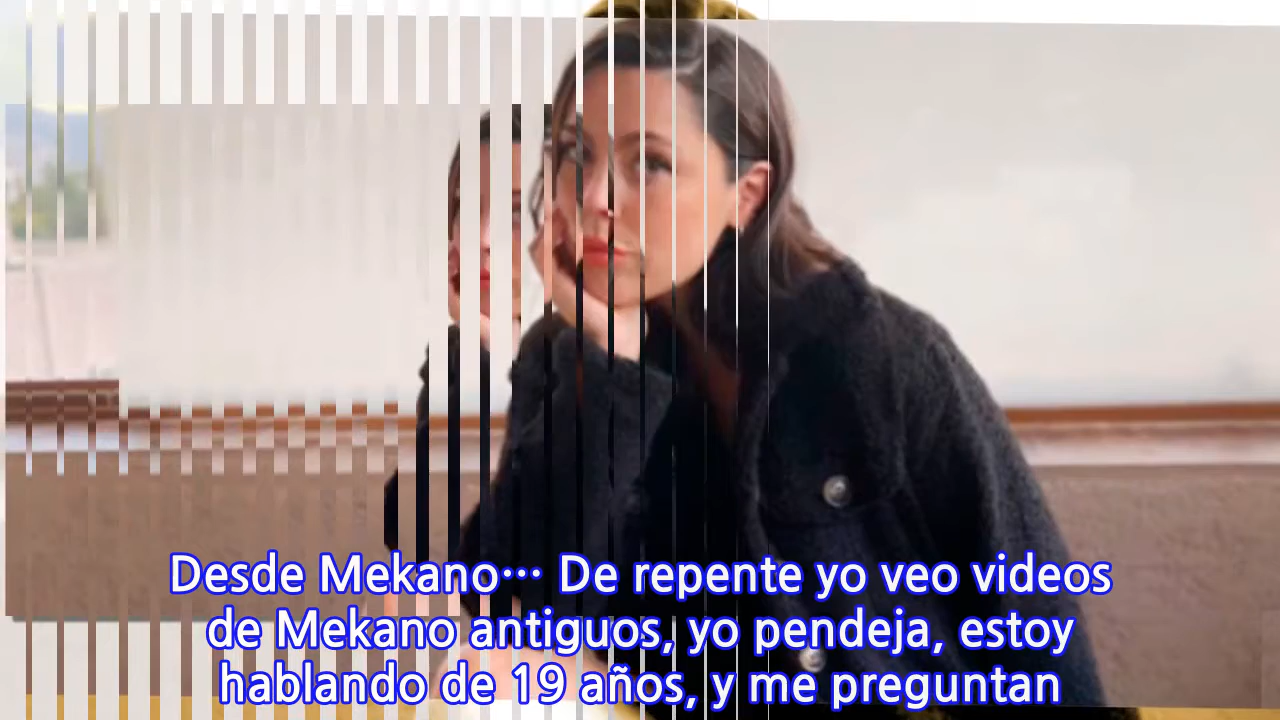 Desde Mekano… De repente yo veo videos
de Mekano antiguos, yo pendeja, estoy
hablando de 19 años, y me preguntan